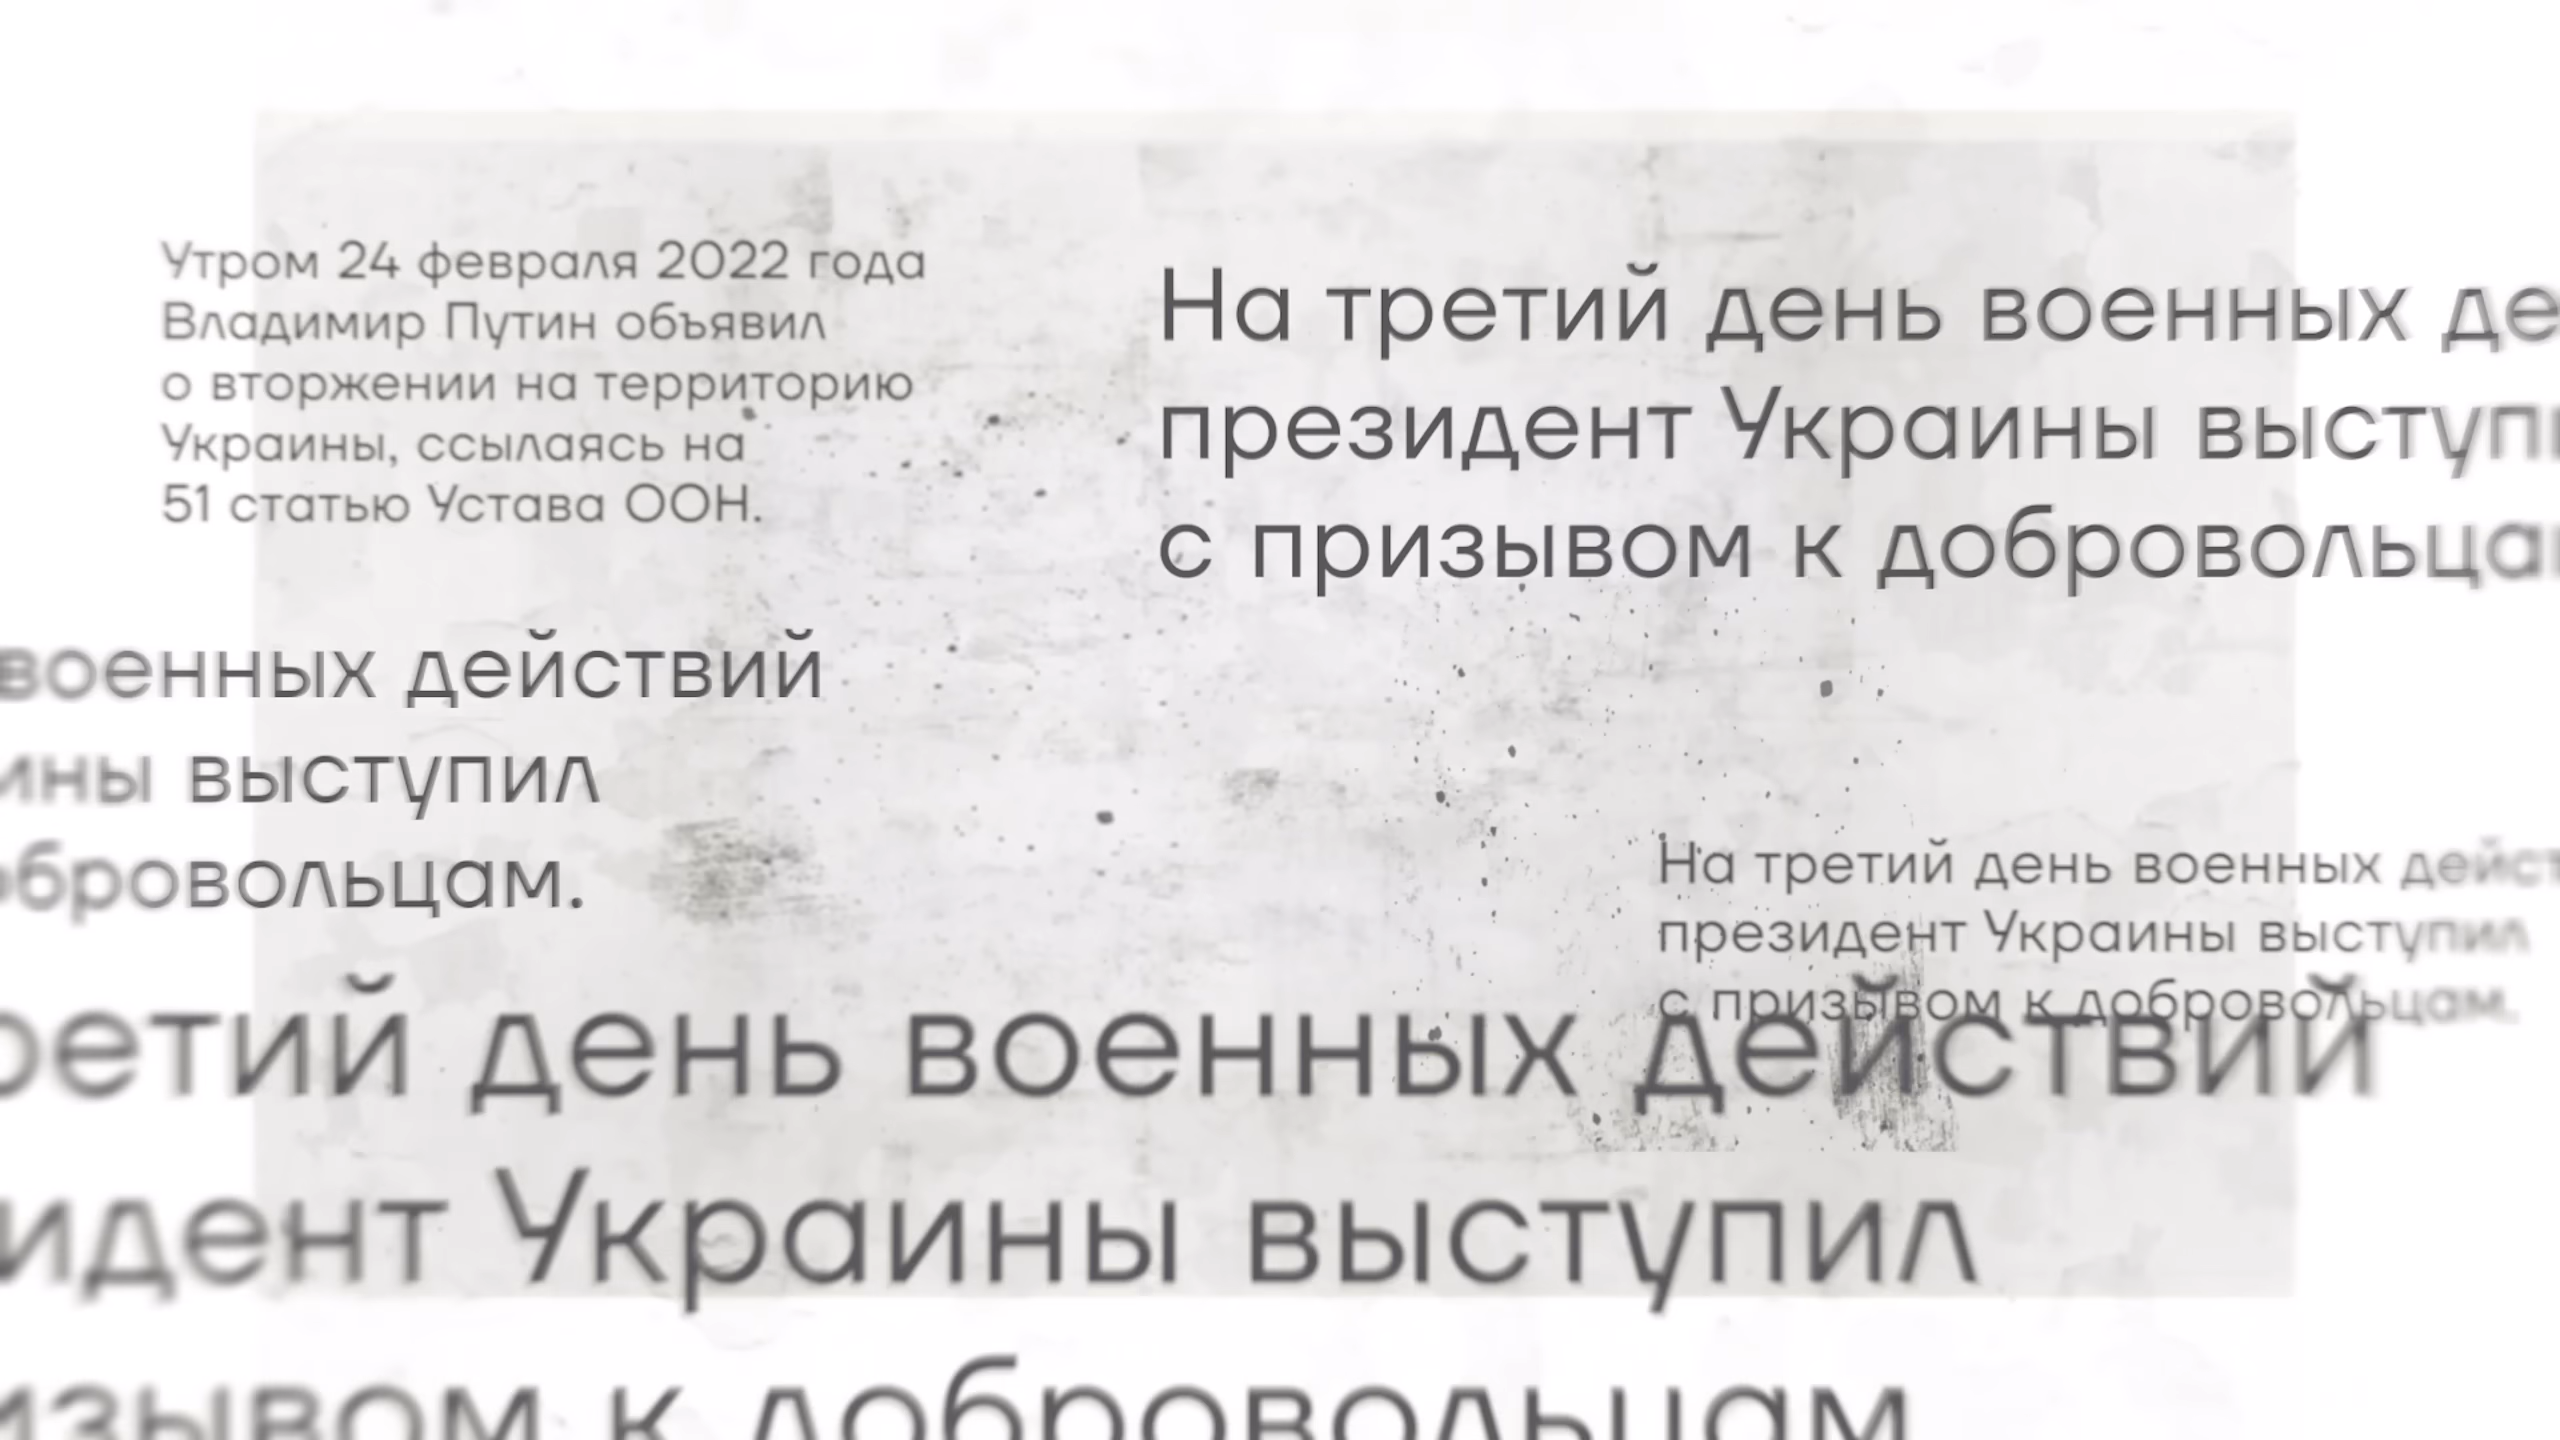 Утром 24 февраля 2022 года
Владимир Путин объявил
о вторжении на территорию
Украины, ссылаясь на
51 статью Устава ООН.
На третий день военных
президент Украины
с призывом к
военных действий
выступил
добровольцам.
На третий день военных
президент Украины выступил
с призывом к добровольцам.
день военных действий
Украины выступил
к добровольцам